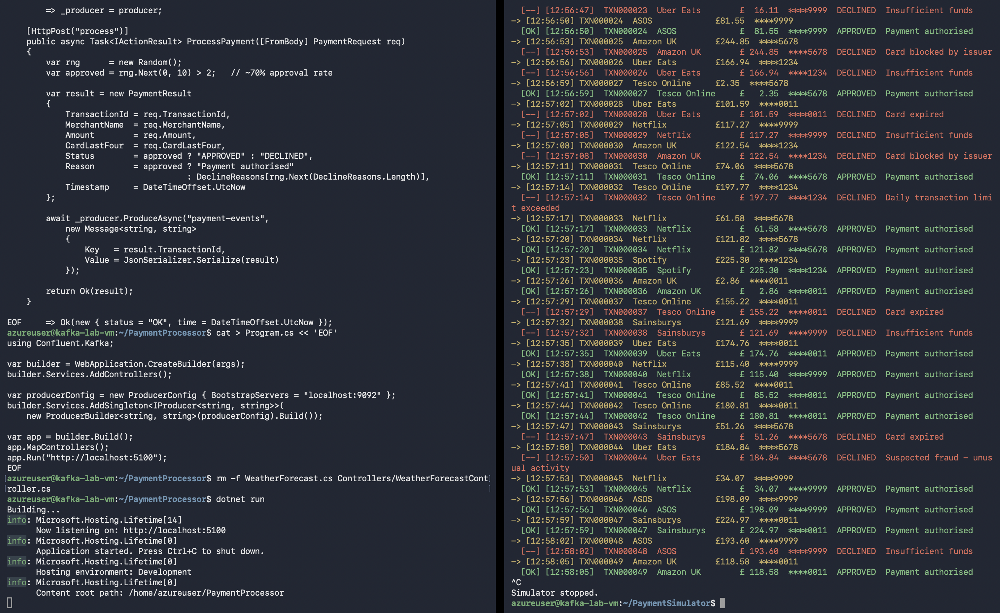 => _producer = producer;

    [HttpPost("process")]
    public async Task<IActionResult> ProcessPayment([FromBody] PaymentRequest req)
    {
        var rng      = new Random();
        var approved = rng.Next(0, 10) > 2;   // ~70% approval rate

        var result = new PaymentResult
        {
            TransactionId = req.TransactionId,
            MerchantName  = req.MerchantName,
            Amount        = req.Amount,
            CardLastFour  = req.CardLastFour,
            Status        = approved ? "APPROVED" : "DECLINED",
            Reason        = approved ? "Payment authorised"
                                     : DeclineReasons[rng.Next(DeclineReasons.Length)],
            Timestamp     = DateTimeOffset.UtcNow
        };

        await _producer.ProduceAsync("payment-events",
            new Message<string, string>
            {
                Key   = result.TransactionId,
                Value = JsonSerializer.Serialize(result)
            });

        return Ok(result);
    }

EOF     => Ok(new { status = "OK", time = DateTimeOffset.UtcNow });
azureuser@kafka-lab-vm:~/PaymentProcessor$ cat > Program.cs << 'EOF'
using Confluent.Kafka;

var builder = WebApplication.CreateBuilder(args);
builder.Services.AddControllers();

var producerConfig = new ProducerConfig { BootstrapServers = "localhost:9092" };
builder.Services.AddSingleton<IProducer<string, string>>(
    new ProducerBuilder<string, string>(producerConfig).Build());

var app = builder.Build();
app.MapControllers();
app.Run("http://localhost:5100");
EOF
[azureuser@kafka-lab-vm:~/PaymentProcessor$ rm -f WeatherForecast.cs Controllers/WeatherForecastCont]
[roller.cs ]
azureuser@kafka-lab-vm:~/PaymentProcessor$ dotnet run
Building...
info: Microsoft.Hosting.Lifetime[14]
      Now listening on: http://localhost:5100
info: Microsoft.Hosting.Lifetime[0]
      Application started. Press Ctrl+C to shut down.
info: Microsoft.Hosting.Lifetime[0]
      Hosting environment: Development
info: Microsoft.Hosting.Lifetime[0]
      Content root path: /home/azureuser/PaymentProcessor
  [--] [12:56:47]  TXN000023  Uber Eats        £  16.11  ****9999  DECLINED  Insufficient funds
-> [12:56:50] TXN000024  ASOS             £81.55  ****9999
  [OK] [12:56:50]  TXN000024  ASOS             £  81.55  ****9999  APPROVED  Payment authorised
-> [12:56:53] TXN000025  Amazon UK        £244.85  ****5678
  [--] [12:56:53]  TXN000025  Amazon UK        £ 244.85  ****5678  DECLINED  Card blocked by issuer
-> [12:56:56] TXN000026  Uber Eats        £166.94  ****1234
  [--] [12:56:56]  TXN000026  Uber Eats        £ 166.94  ****1234  DECLINED  Insufficient funds
-> [12:56:59] TXN000027  Tesco Online     £2.35  ****5678
  [OK] [12:56:59]  TXN000027  Tesco Online     £   2.35  ****5678  APPROVED  Payment authorised
-> [12:57:02] TXN000028  Uber Eats        £101.59  ****0011
  [--] [12:57:02]  TXN000028  Uber Eats        £ 101.59  ****0011  DECLINED  Card expired
-> [12:57:05] TXN000029  Netflix          £117.27  ****9999
  [--] [12:57:05]  TXN000029  Netflix          £ 117.27  ****9999  DECLINED  Insufficient funds
-> [12:57:08] TXN000030  Amazon UK        £122.54  ****1234
  [--] [12:57:08]  TXN000030  Amazon UK        £ 122.54  ****1234  DECLINED  Card blocked by issuer
-> [12:57:11] TXN000031  Tesco Online     £74.06  ****5678
  [OK] [12:57:11]  TXN000031  Tesco Online     £  74.06  ****5678  APPROVED  Payment authorised
-> [12:57:14] TXN000032  Tesco Online     £197.77  ****1234
  [--] [12:57:14]  TXN000032  Tesco Online     £ 197.77  ****1234  DECLINED  Daily transaction limi
t exceeded
-> [12:57:17] TXN000033  Netflix          £61.58  ****5678
  [OK] [12:57:17]  TXN000033  Netflix          £  61.58  ****5678  APPROVED  Payment authorised
-> [12:57:20] TXN000034  Netflix          £121.82  ****5678
  [OK] [12:57:20]  TXN000034  Netflix          £ 121.82  ****5678  APPROVED  Payment authorised
-> [12:57:23] TXN000035  Spotify          £225.30  ****1234
  [OK] [12:57:23]  TXN000035  Spotify          £ 225.30  ****1234  APPROVED  Payment authorised
-> [12:57:26] TXN000036  Amazon UK        £2.86  ****0011
  [OK] [12:57:26]  TXN000036  Amazon UK        £   2.86  ****0011  APPROVED  Payment authorised
-> [12:57:29] TXN000037  Tesco Online     £155.22  ****0011
  [--] [12:57:29]  TXN000037  Tesco Online     £ 155.22  ****0011  DECLINED  Card expired
-> [12:57:32] TXN000038  Sainsburys       £121.69  ****9999
  [--] [12:57:32]  TXN000038  Sainsburys       £ 121.69  ****9999  DECLINED  Insufficient funds
-> [12:57:35] TXN000039  Uber Eats        £174.76  ****0011
  [OK] [12:57:35]  TXN000039  Uber Eats        £ 174.76  ****0011  APPROVED  Payment authorised
-> [12:57:38] TXN000040  Netflix          £115.40  ****9999
  [OK] [12:57:38]  TXN000040  Netflix          £ 115.40  ****9999  APPROVED  Payment authorised
-> [12:57:41] TXN000041  Tesco Online     £85.52  ****0011
  [OK] [12:57:41]  TXN000041  Tesco Online     £  85.52  ****0011  APPROVED  Payment authorised
-> [12:57:44] TXN000042  Tesco Online     £180.81  ****0011
  [OK] [12:57:44]  TXN000042  Tesco Online     £ 180.81  ****0011  APPROVED  Payment authorised
-> [12:57:47] TXN000043  Sainsburys       £51.26  ****5678
  [--] [12:57:47]  TXN000043  Sainsburys       £  51.26  ****5678  DECLINED  Card expired
-> [12:57:50] TXN000044  Uber Eats        £184.84  ****5678
  [--] [12:57:50]  TXN000044  Uber Eats        £ 184.84  ****5678  DECLINED  Suspected fraud - unus
ual activity
-> [12:57:53] TXN000045  Netflix          £34.07  ****9999
  [OK] [12:57:53]  TXN000045  Netflix          £  34.07  ****9999  APPROVED  Payment authorised
-> [12:57:56] TXN000046  ASOS             £198.09  ****9999
  [OK] [12:57:56]  TXN000046  ASOS             £ 198.09  ****9999  APPROVED  Payment authorised
-> [12:57:59] TXN000047  Sainsburys       £224.97  ****0011
  [OK] [12:57:59]  TXN000047  Sainsburys       £ 224.97  ****0011  APPROVED  Payment authorised
-> [12:58:02] TXN000048  ASOS             £193.60  ****9999
  [--] [12:58:02]  TXN000048  ASOS             £ 193.60  ****9999  DECLINED  Insufficient funds
-> [12:58:05] TXN000049  Amazon UK        £118.58  ****0011
  [OK] [12:58:05]  TXN000049  Amazon UK        £ 118.58  ****0011  APPROVED  Payment authorised
^C
Simulator stopped.
azureuser@kafka-lab-vm:~/PaymentSimulator$